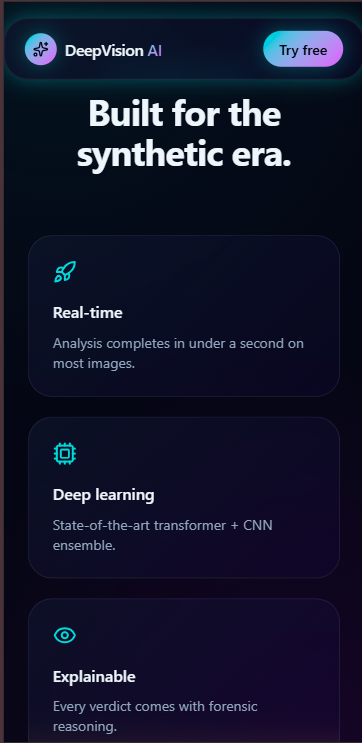 DeepVision AI
Try free
Built for the
synthetic era.
Real-time
Analysis completes in under a second on
most images.
Deep learning
State-of-the-art transformer + CNN
ensemble.
Explainable
Every verdict comes with forensic
reasoning.